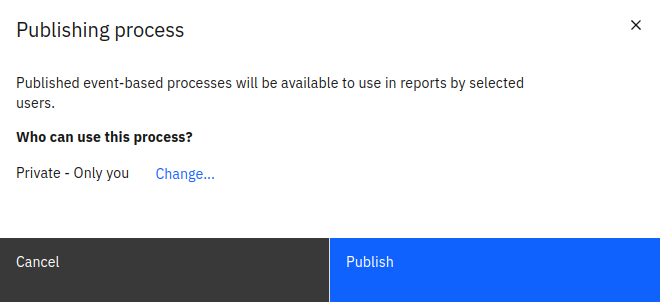 Publishing process
Published event-based processes will be available to use in reports by selected
users.
Who can use this process?
Private - Only you Change...
Cancel Publish